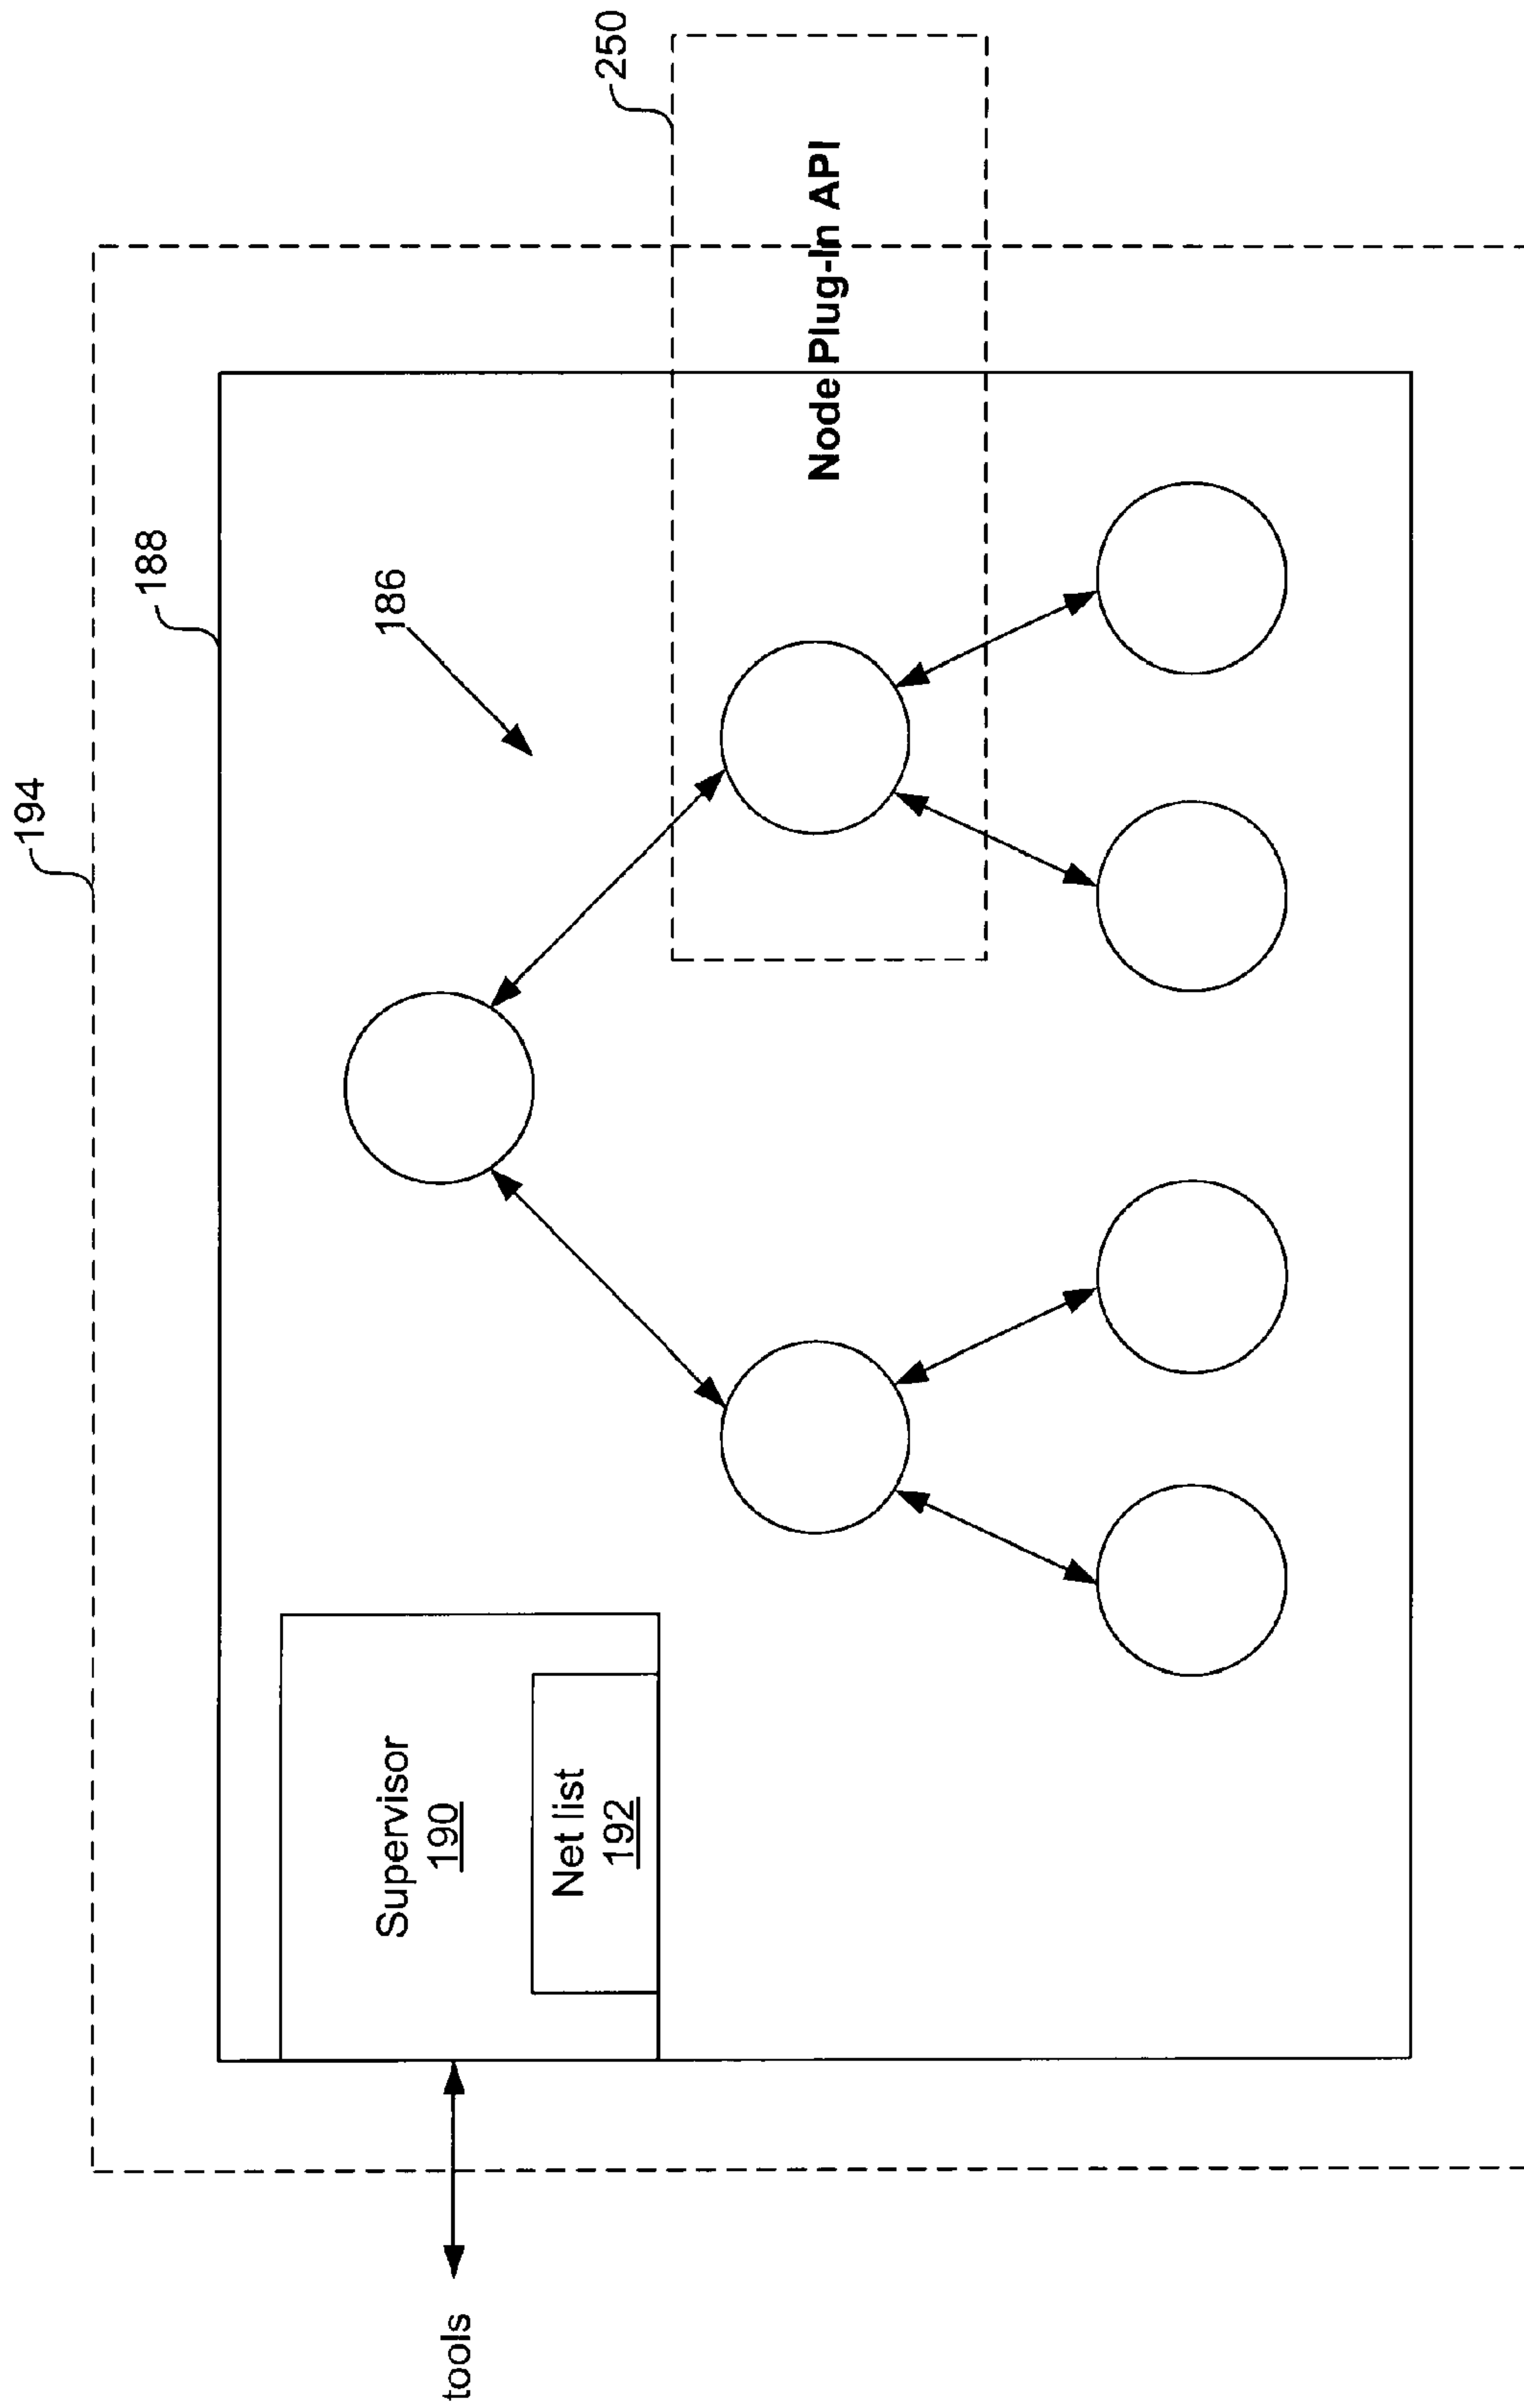 194
188
186
250
Node Plug-In API
Supervisor
190
Net list
192
tools